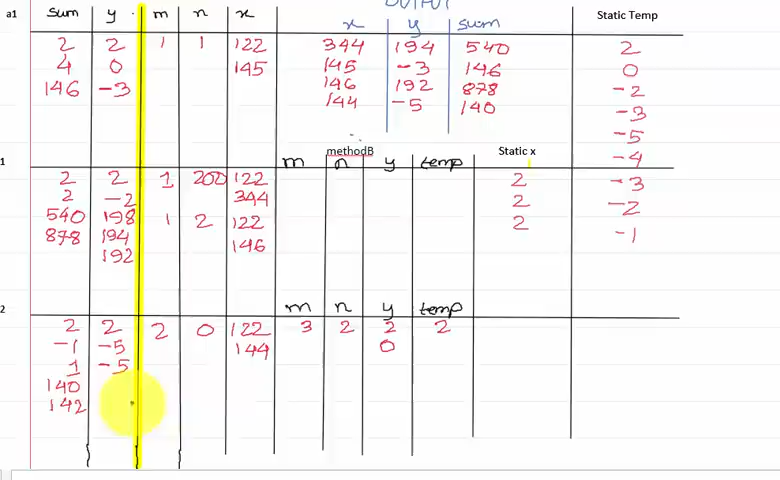 OUTPUT
a1 sum y m n x x y sum Static Temp
2 2 1 1 122 344 194 540 2
4 0 145 145 -3 146 0
146 -3 146 192 878 -2
144 -5 140 -3
-5
methodB Static x -4
1 m n y temp
2 2 1 200 122 2 -3
2 -2 344 2 -2
540 198 1 2 122 2 -1
878 194 146
192
2 m n y temp
2 2 2 0 122 3 2 2 2
-1 -5 144 0
1 -5
140
142